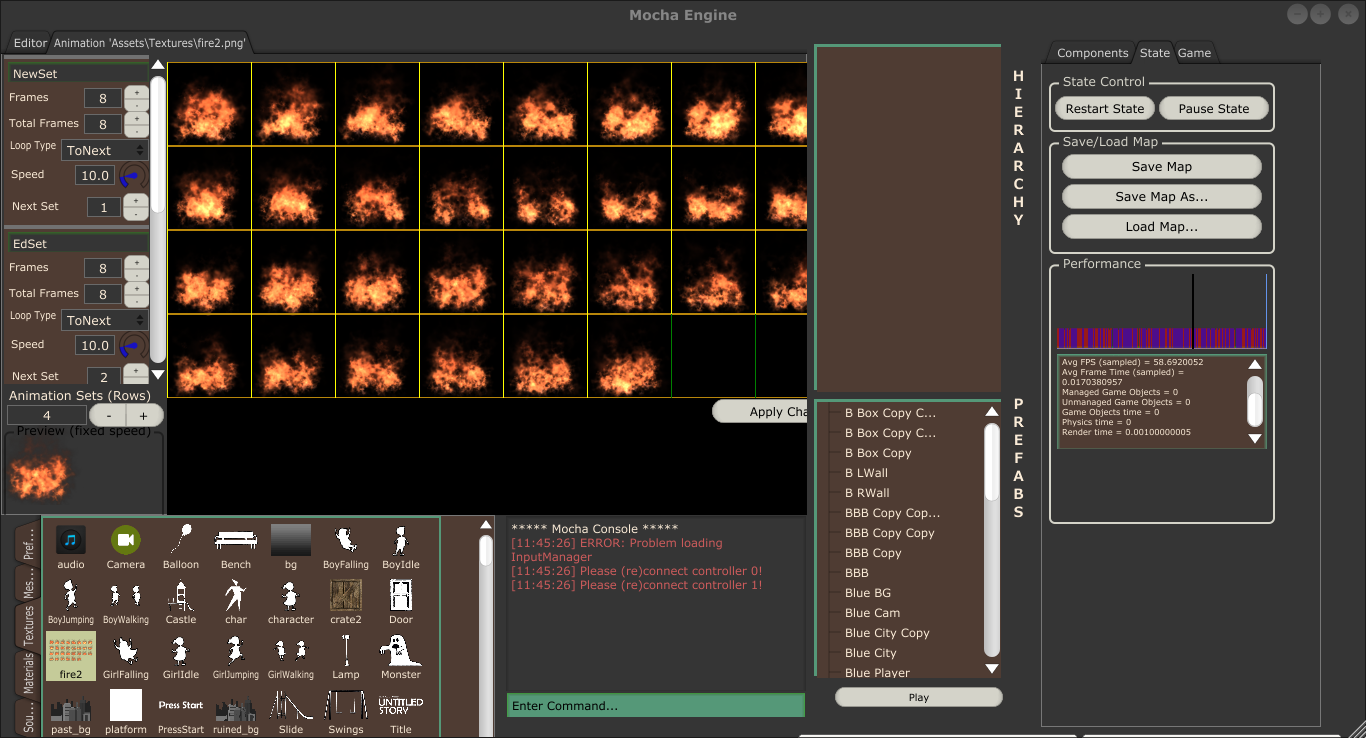 Mocha Engine
Editor
Animation 'Assets\Textures\fire2.png'
NewSet
Frames 8 + -
Total Frames 8 + -
Loop Type ToNext
Speed 10.0
Next Set 1 + -
EdSet
Frames 8 + -
Total Frames 8 + -
Loop Type ToNext
Speed 10.0
Next Set 2 +
Animation Sets (Rows)
4 - +
Preview (fixed speed)
Apply Cha
HIERARCHY
B Box Copy C...
B Box Copy C...
B Box Copy
B LWall
B RWall
BBB Copy Cop...
BBB Copy Copy
BBB Copy
BBB
Blue BG
Blue Cam
Blue City Copy
Blue City
Blue Player
PREFABS
Play
Components State Game
State Control
Restart State Pause State
Save/Load Map
Save Map
Save Map As...
Load Map...
Performance
Avg FPS (sampled) = 58.6920052
Avg Frame Time (sampled) =
0.0170380957
Managed Game Objects = 0
Unmanaged Game Objects = 0
Game Objects time = 0
Physics time = 0
Render time = 0.00100000005
Pref...
Mes...
Textures
Materials
Sou...
audio Camera Balloon Bench bg BoyFalling BoyIdle
BoyJumping BoyWalking Castle char character crate2 Door
fire2 GirlFalling GirlIdle GirlJumping GirlWalking Lamp Monster
Press Start
UNTITLED
STORY
past_bg platform PressStart ruined_bg Slide Swings Title
***** Mocha Console *****
[11:45:26] ERROR: Problem loading
InputManager
[11:45:26] Please (re)connect controller 0!
[11:45:26] Please (re)connect controller 1!
Enter Command...